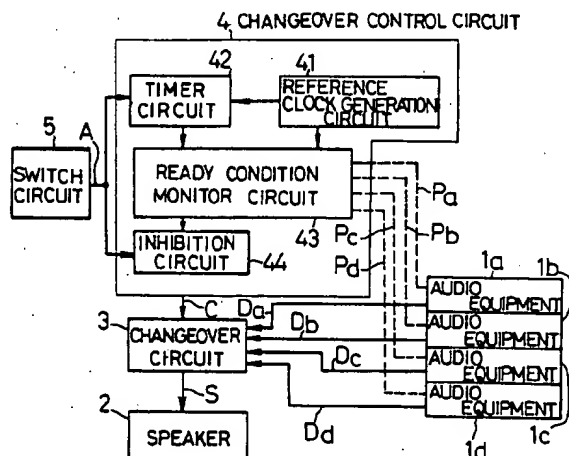 4 CHANGEOVER CONTROL CIRCUIT
42
41
TIMER
CIRCUIT
REFERENCE
CLOCK GENERATION
CIRCUIT
5
A
SWITCH
CIRCUIT
READY CONDITION
MONITOR CIRCUIT
43
Pa
Pc
Pb
Pd
INHIBITION
CIRCUIT
44
1a
1b
C
Da
3
CHANGEOVER
CIRCUIT
Db
Dc
Dd
AUDIO
EQUIPMENT
AUDIO
EQUIPMENT
AUDIO
EQUIPMENT
AUDIO
EQUIPMENT
1c
1d
S
2
SPEAKER